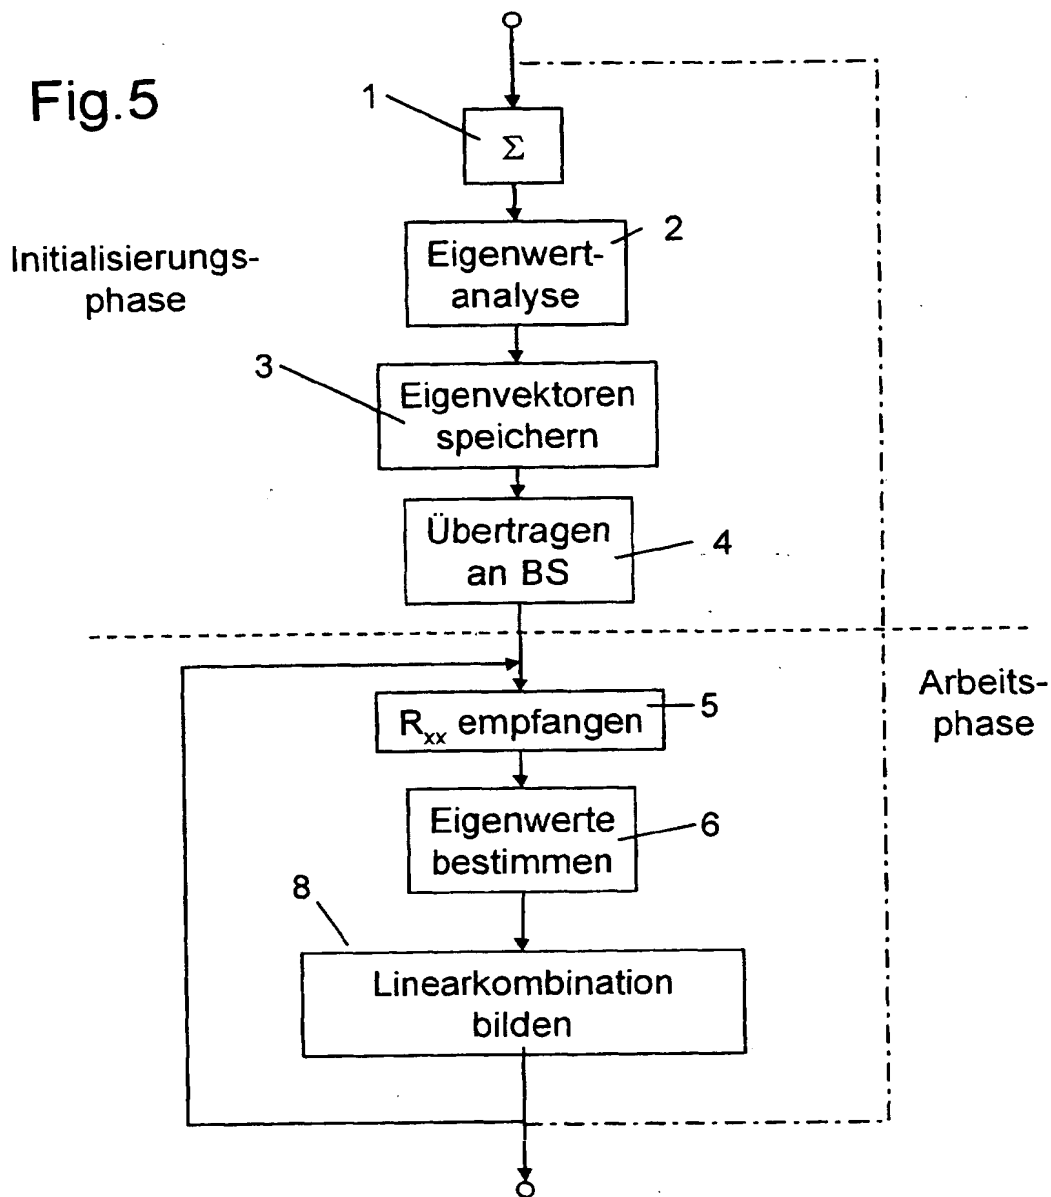 Fig.5
1
Σ
2
Eigenwert-
analyse
Initialisierungs-
phase
3
Eigenvektoren
speichern
Übertragen
an BS
4
Arbeits-
phase
5
Rxx empfangen
Eigenwerte
bestimmen
6
8
Linearkombination
bilden